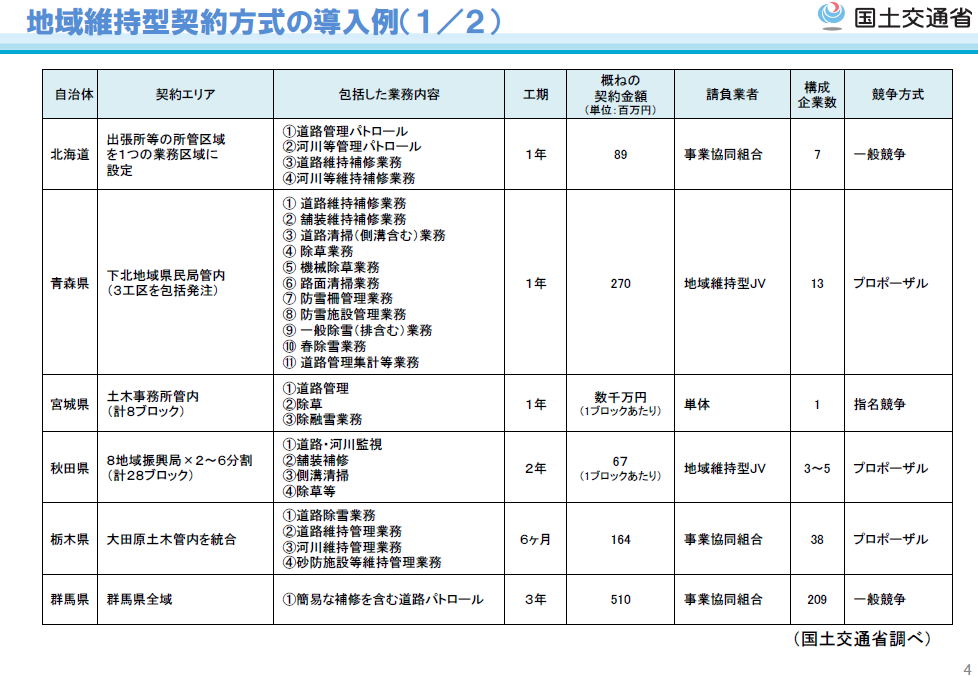 地域維持型契約方式の導入例(１／２)
国土交通省
自治体 契約エリア 包括した業務内容 工期 概ねの契約金額(単位：百万円) 請負業者 構成企業数 競争方式
北海道
出張所等の所管区域
を1つの業務区域に
設定
①道路管理パトロール
②河川等管理パトロール
③道路維持補修業務
④河川等維持補修業務
１年
89
事業協同組合
7
一般競争
青森県
下北地域県民局管内
（３工区を包括発注）
① 道路維持補修業務
② 舗装維持補修業務
③ 道路清掃（側溝含む）業務
④ 除草業務
⑤ 機械除草業務
⑥ 路面清掃業務
⑦ 防雪柵管理業務
⑧ 防雪施設管理業務
⑨ 一般除雪（排含む）業務
⑩ 春除雪業務
⑪ 道路管理集計等業務
１年
270
地域維持型JV
13
プロポーザル
宮城県
土木事務所管内
（計８ブロック）
①道路管理
②除草
③除融雪業務
１年
数千万円
（1ブロックあたり）
単体
1
指名競争
秋田県
８地域振興局×２～６分割
（計28ブロック）
①道路・河川監視
②舗装補修
③側溝清掃
④除草等
２年
67
（1ブロックあたり）
地域維持型JV
3～5
プロポーザル
栃木県
大田原土木管内を統合
①道路除雪業務
②道路維持管理業務
③河川維持管理業務
④砂防施設等維持管理業務
６ヶ月
164
事業協同組合
38
プロポーザル
群馬県
群馬県全域
①簡易な補修を含む道路パトロール
３年
510
事業協同組合
209
一般競争
（国土交通省調べ）
4